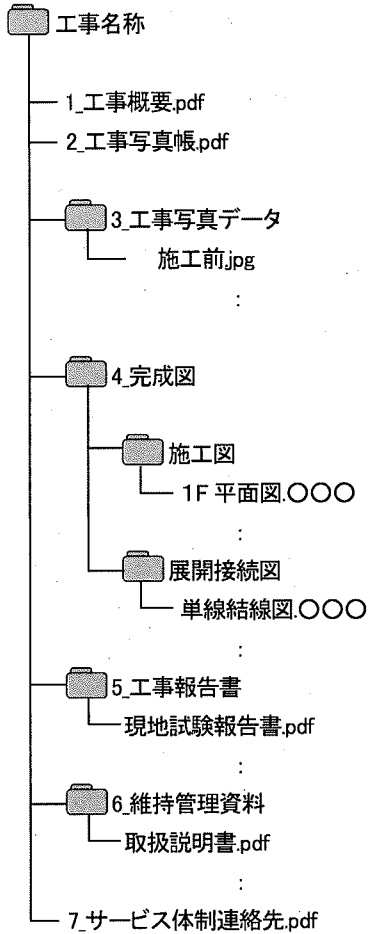 工事名称
1_工事概要.pdf
2_工事写真帳.pdf
3_工事写真データ
施工前.jpg
:
4_完成図
施工図
1F 平面図.〇〇〇
:
展開接続図
単線結線図.〇〇〇
:
5_工事報告書
現地試験報告書.pdf
:
6_維持管理資料
取扱説明書.pdf
:
7_サービス体制連絡先.pdf